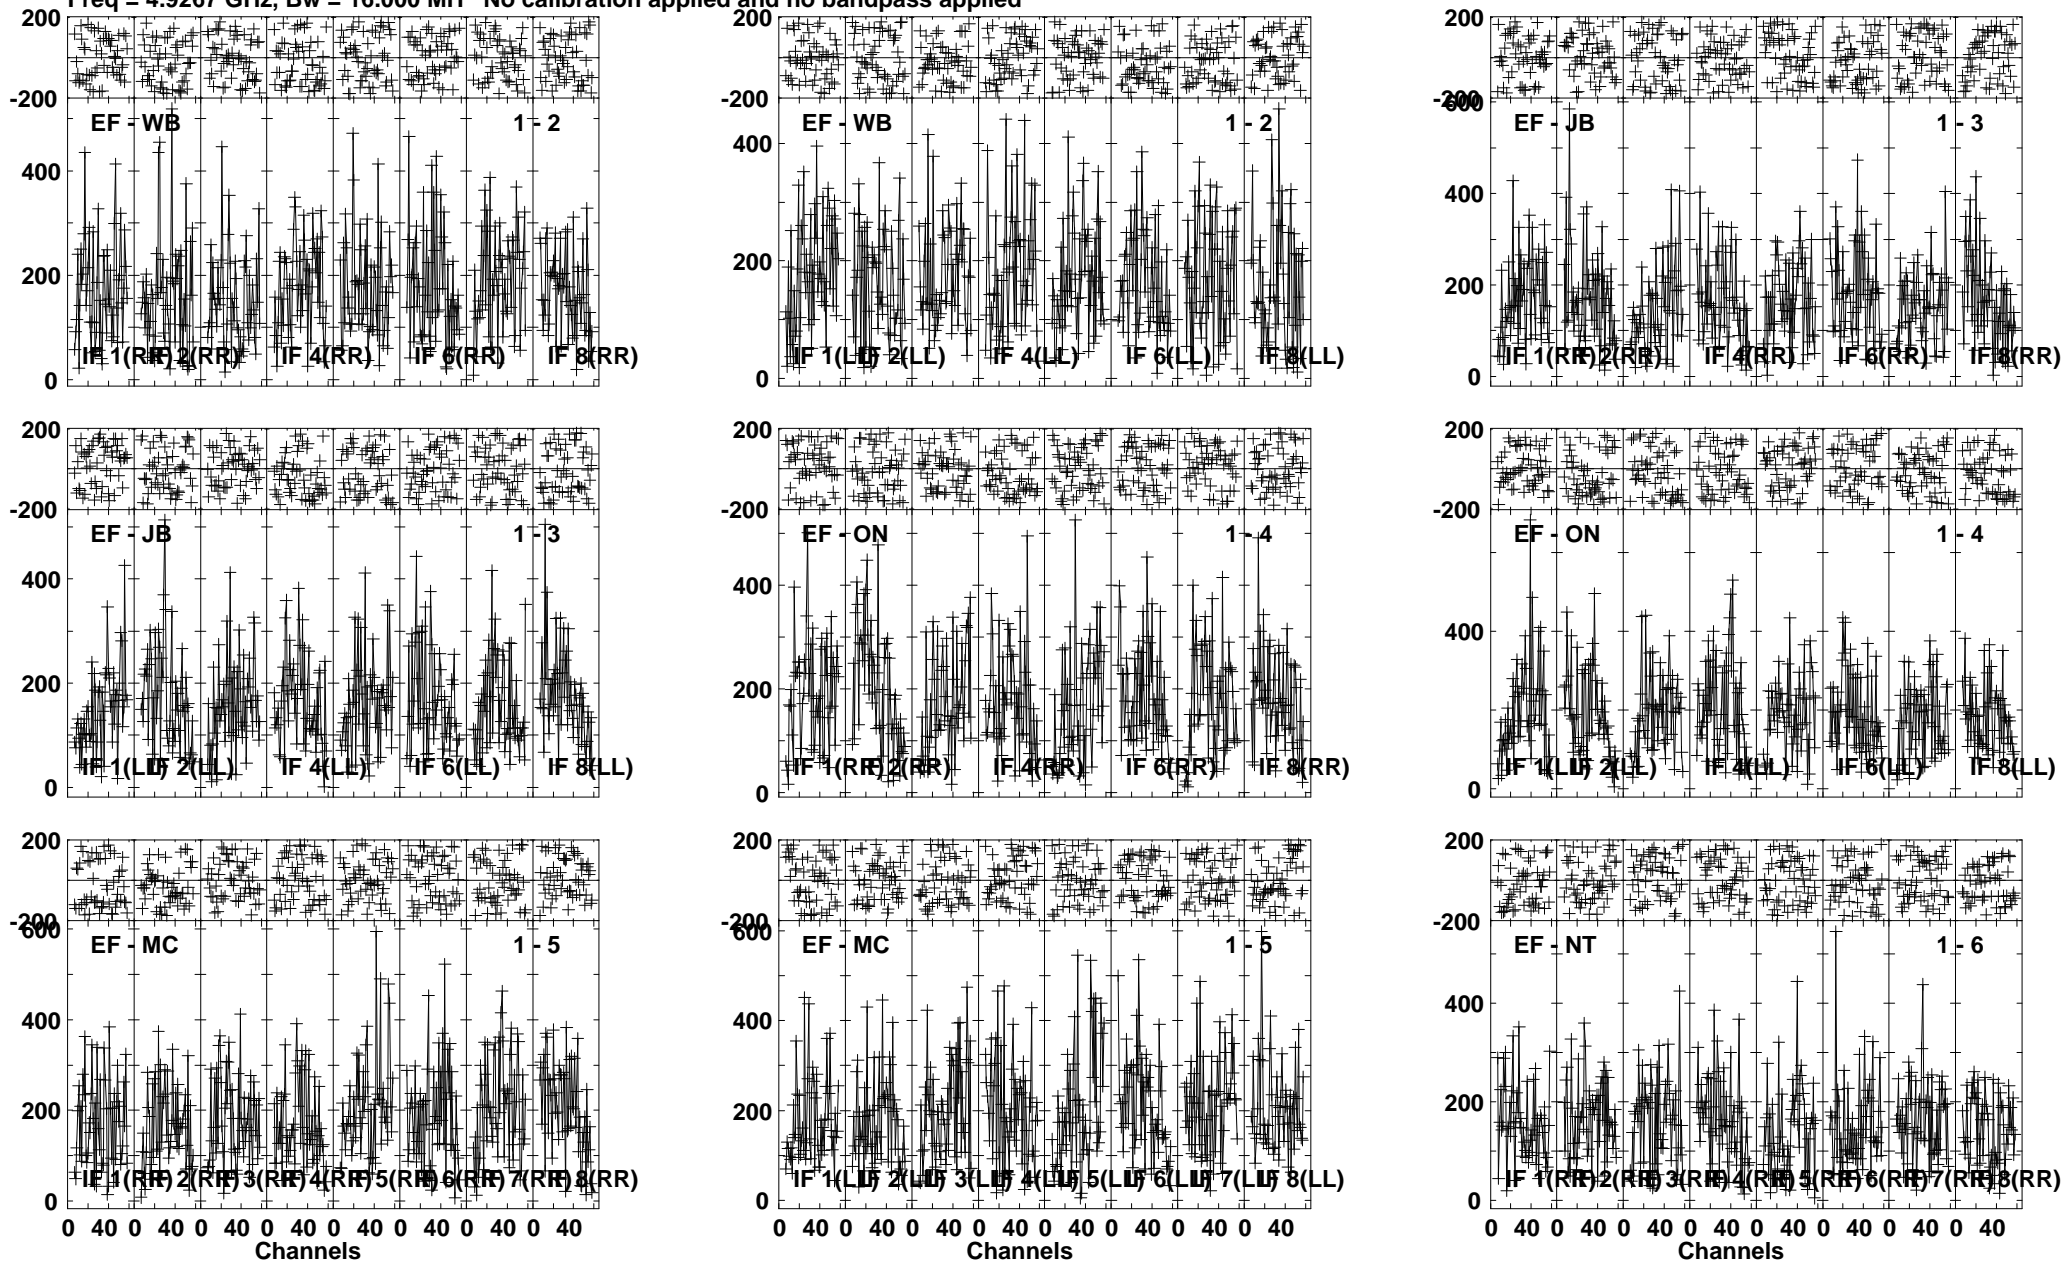 Freq = 4.9267 GHz, Bw = 16.000 MH No calibration applied and no bandpass applied
200 200 200
-200 -200 -200
600
EF - WB 1 - 2 EF - WB 1 - 2 EF - JB 1 - 3
400 400 400
200 200 200
IF 1(RR) IF 2(RR) IF 4(RR) IF 6(RR) IF 8(RR) IF 1(LL) IF 2(LL) IF 4(LL) IF 6(LL) IF 8(LL) IF 1(RR) IF 2(RR) IF 4(RR) IF 6(RR) IF 8(RR)
0 0 0
200 200 200
-200 -200 -200
EF - JB 1 - 3 EF - ON 1 - 4 EF - ON 1 - 4
400 400 400
200 200
IF 1(LL) IF 2(LL) IF 4(LL) IF 6(LL) IF 8(LL) IF 1(RR) IF 2(RR) IF 4(RR) IF 6(RR) IF 8(RR) IF 1(LL) IF 2(LL) IF 4(LL) IF 6(LL) IF 8(LL)
0 0 0
200 200 200
-200 -200 -200
600 600
EF - MC 1 - 5 EF - MC 1 - 5 EF - NT 1 - 6
400 400 400
200 200 200
IF 1(RR) IF 2(RR) IF 3(RR) IF 4(RR) IF 5(RR) IF 6(RR) IF 7(RR) IF 8(RR) IF 1(LL) IF 2(LL) IF 3(LL) IF 4(LL) IF 5(LL) IF 6(LL) IF 7(LL) IF 8(LL) IF 1(RR) IF 2(RR) IF 3(RR) IF 4(RR) IF 5(RR) IF 6(RR) IF 7(RR) IF 8(RR)
0 0 0
0 40 0 40 0 40 0 40 0 40 0 40 0 40 0 40 0 40 0 40 0 40 0 40 0 40 0 40 0 40 0 40 0 40 0 40 0 40 0 40 0 40 0 40 0 40 0 40
Channels Channels Channels